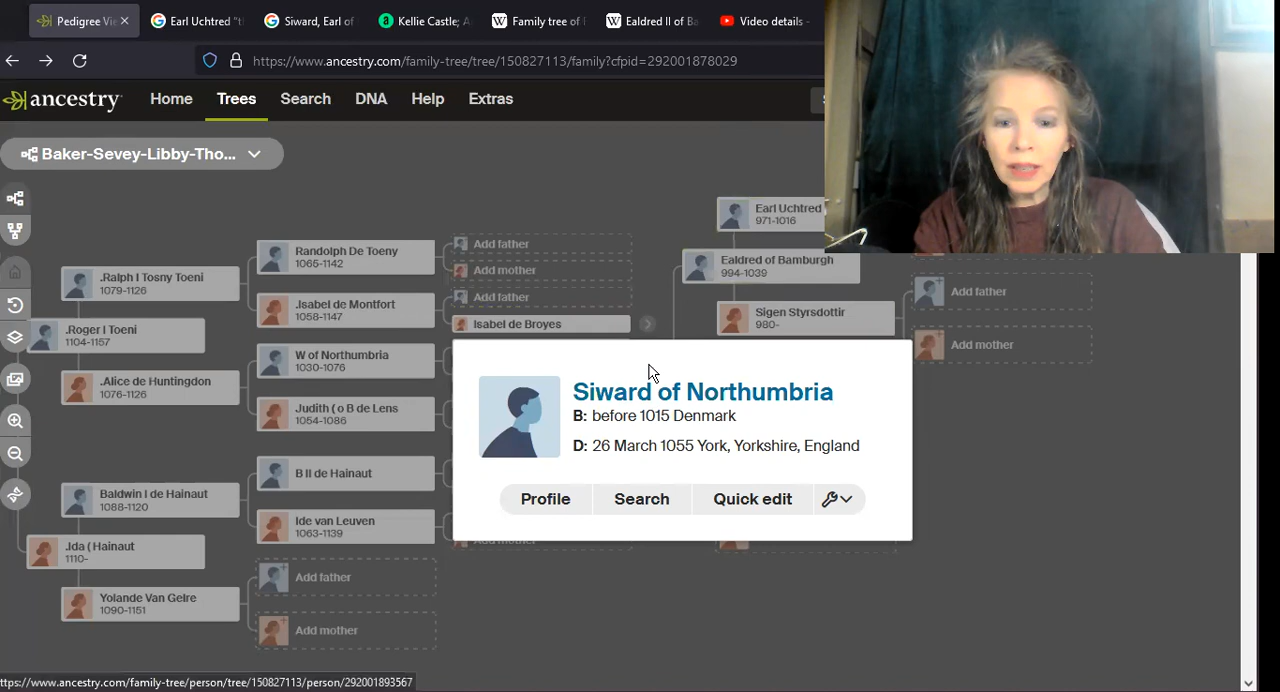 Pedigree Vie
Earl Uchtred "t
Siward, Earl of
Kellie Castle; A
Family tree of
Ealdred II of Ba
Video details -
https://www.ancestry.com/family-tree/tree/150827113/family?cfpid=292001878029
ancestry
Home
Trees
Search
DNA
Help
Extras
Baker-Sevey-Libby-Tho...
Earl Uchtred
971-1016
Randolph De Toeny
1065-1142
Add father
Add mother
Ealdred of Bamburgh
994-1039
.Ralph I Tosny Toeni
1079-1126
Add father
.Isabel de Montfort
1058-1147
Add father
Isabel de Broyes
Sigen Styrsdottir
980-
.Roger I Toeni
1104-1157
Add mother
W of Northumbria
1030-1076
.Alice de Huntingdon
1076-1126
Judith ( o B de Lens
1054-1086
Siward of Northumbria
B: before 1015 Denmark
D: 26 March 1055 York, Yorkshire, England
Profile
Search
Quick edit
B II de Hainaut
Baldwin I de Hainaut
1088-1120
Ide van Leuven
1063-1139
Add mother
.Ida ( Hainaut
1110-
Add father
Yolande Van Gelre
1090-1151
Add mother
ttps://www.ancestry.com/family-tree/person/tree/150827113/person/292001893567